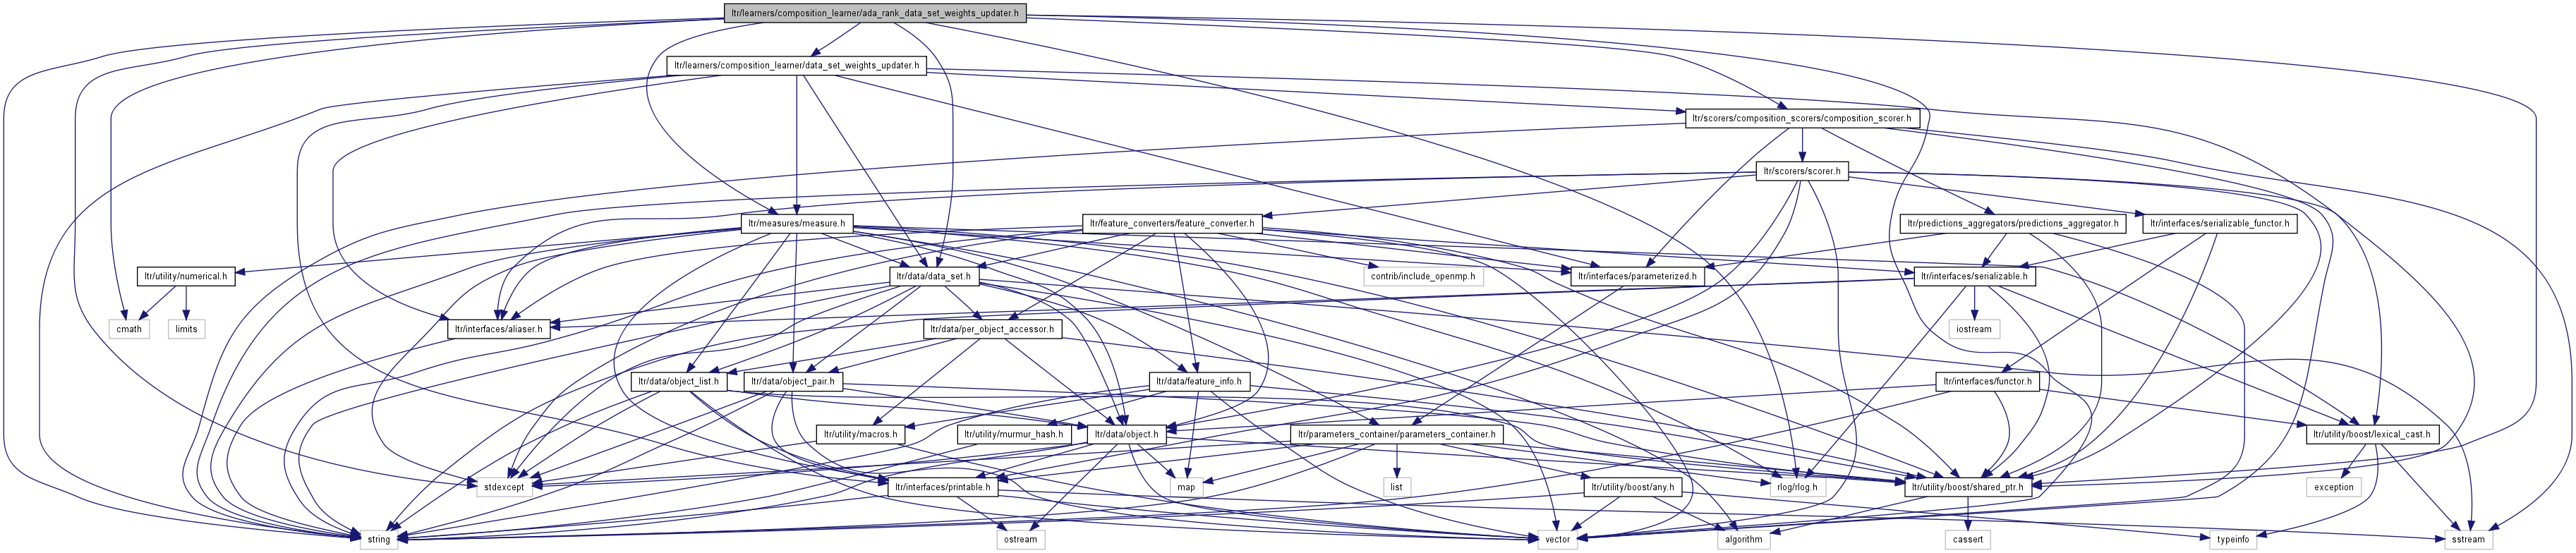 ltr/learners/composition_learner/ada_rank_data_set_weights_updater.h
ltr/learners/composition_learner/data_set_weights_updater.h
ltr/scorers/composition_scorers/composition_scorer.h
ltr/scorers/scorer.h
ltr/measures/measure.h
ltr/feature_converters/feature_converter.h
ltr/predictions_aggregators/predictions_aggregator.h
ltr/interfaces/serializable_functor.h
ltr/utility/numerical.h
ltr/data/data_set.h
contrib/include_openmp.h
ltr/interfaces/parameterized.h
ltr/interfaces/serializable.h
cmath
limits
ltr/interfaces/aliaser.h
ltr/data/per_object_accessor.h
iostream
ltr/data/object_list.h
ltr/data/object_pair.h
ltr/data/feature_info.h
ltr/interfaces/functor.h
ltr/utility/macros.h
ltr/utility/murmur_hash.h
ltr/data/object.h
ltr/parameters_container/parameters_container.h
ltr/utility/boost/lexical_cast.h
stdexcept
ltr/interfaces/printable.h
map
list
ltr/utility/boost/any.h
rlog/rlog.h
ltr/utility/boost/shared_ptr.h
exception
string
ostream
vector
algorithm
cassert
typeinfo
sstream